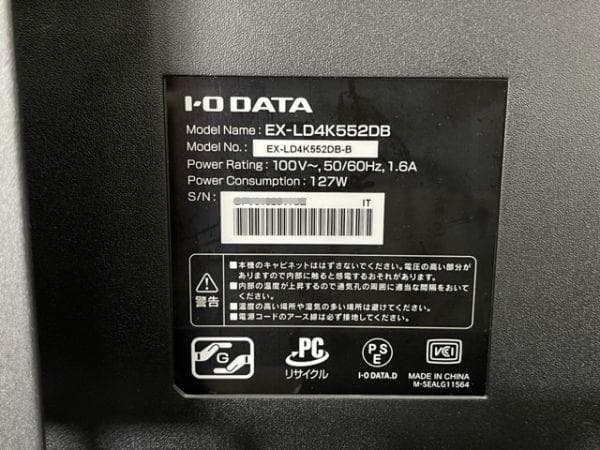 I-O DATA
Model Name : EX-LD4K552DB
Model No. : EX-LD4K552DB-B
Power Rating : 100V～, 50/60Hz, 1.6A
Power Consumption : 127W
S/N :
IT
警告
■本機のキャビネットははずさないでください。電圧の高い部分が
ありますので内部に触ると感電するおそれがあります。
■内部の温度が上昇するので通気孔の周囲に適当な間隔をおいて
ください。
■温度の高い場所や湿気の多い場所は避けてください。
■電源コードのアース線は必ず接地してください。
G
PC
リサイクル
PSE
I-O DATA.D
VCI
MADE IN CHINA
M-SEALG11564